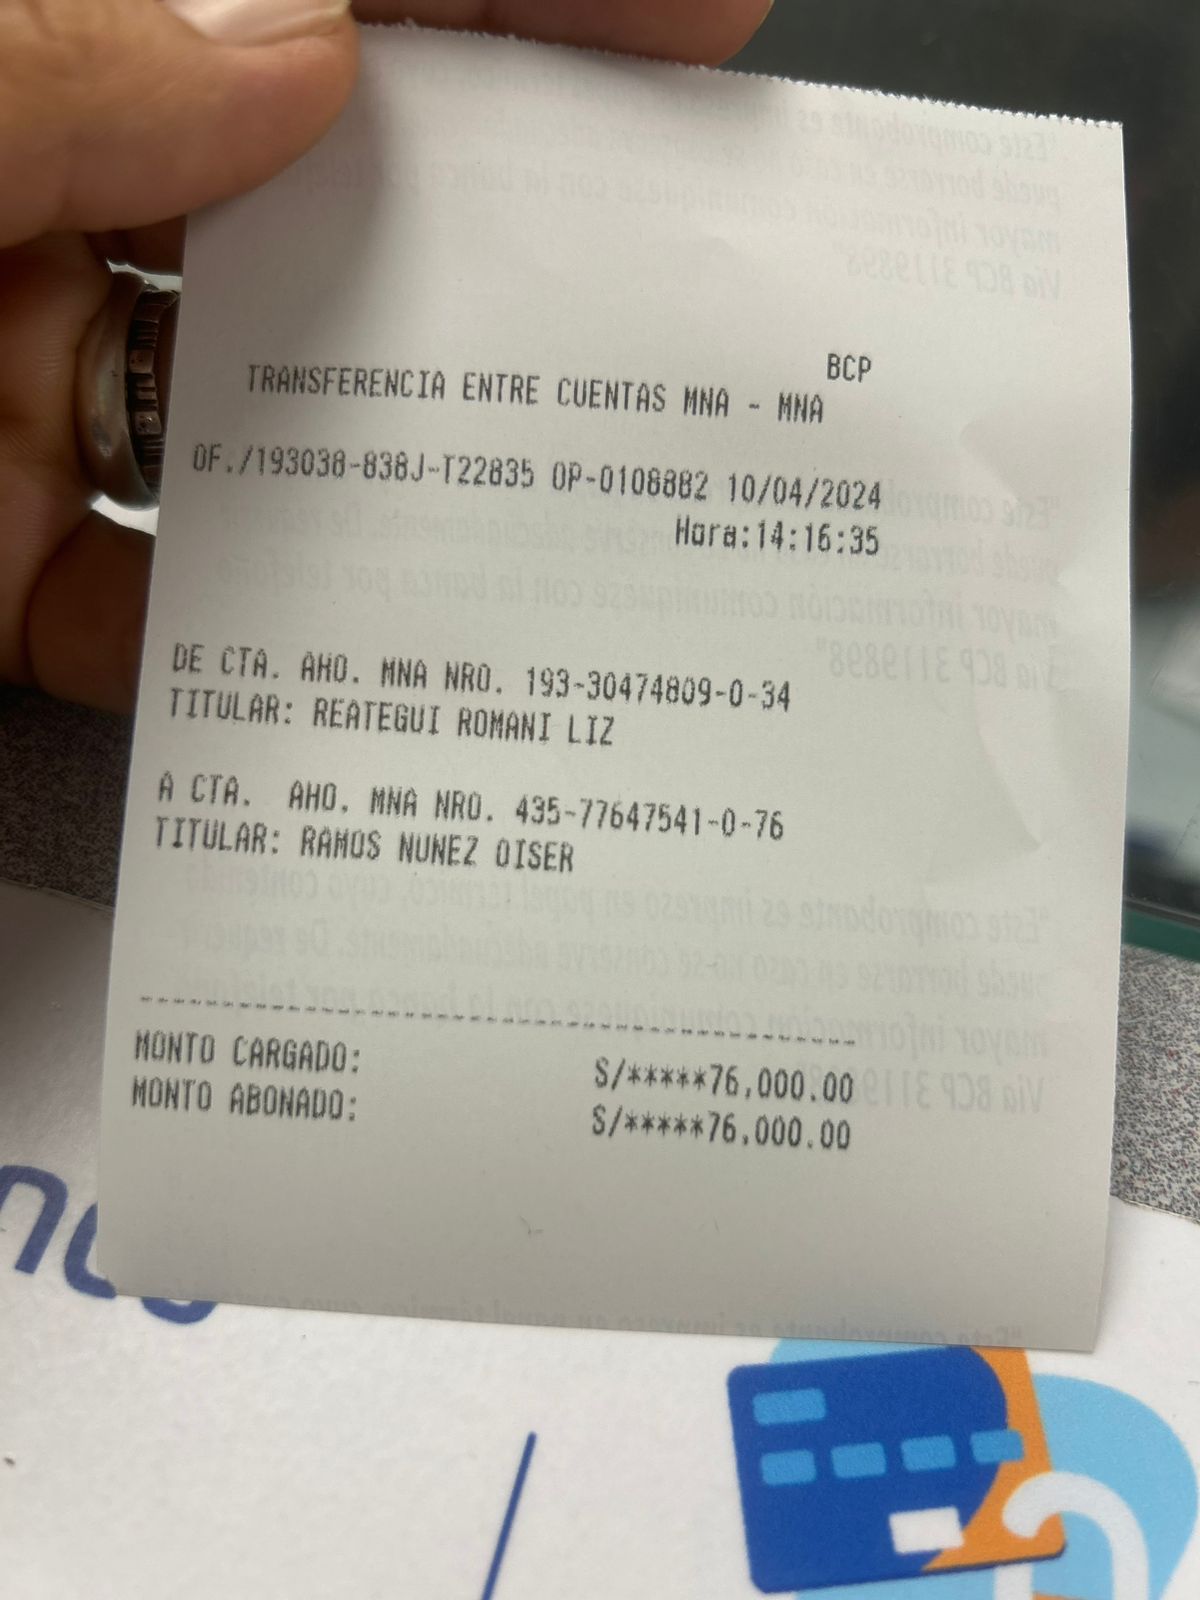 BCP
TRANSFERENCIA ENTRE CUENTAS MNA - MNA
OF./193038-838J-T22835 OP-0108882 10/04/2024
Hora:14:16:35
DE CTA. AHO. MNA NRO. 193-30474809-0-34
TITULAR: REATEGUI ROMANI LIZ
A CTA. AHO. MNA NRO. 435-77647541-0-76
TITULAR: RAMOS NUNEZ OISER
MONTO CARGADO: S/*****76,000.00
MONTO ABONADO: S/*****76,000.00